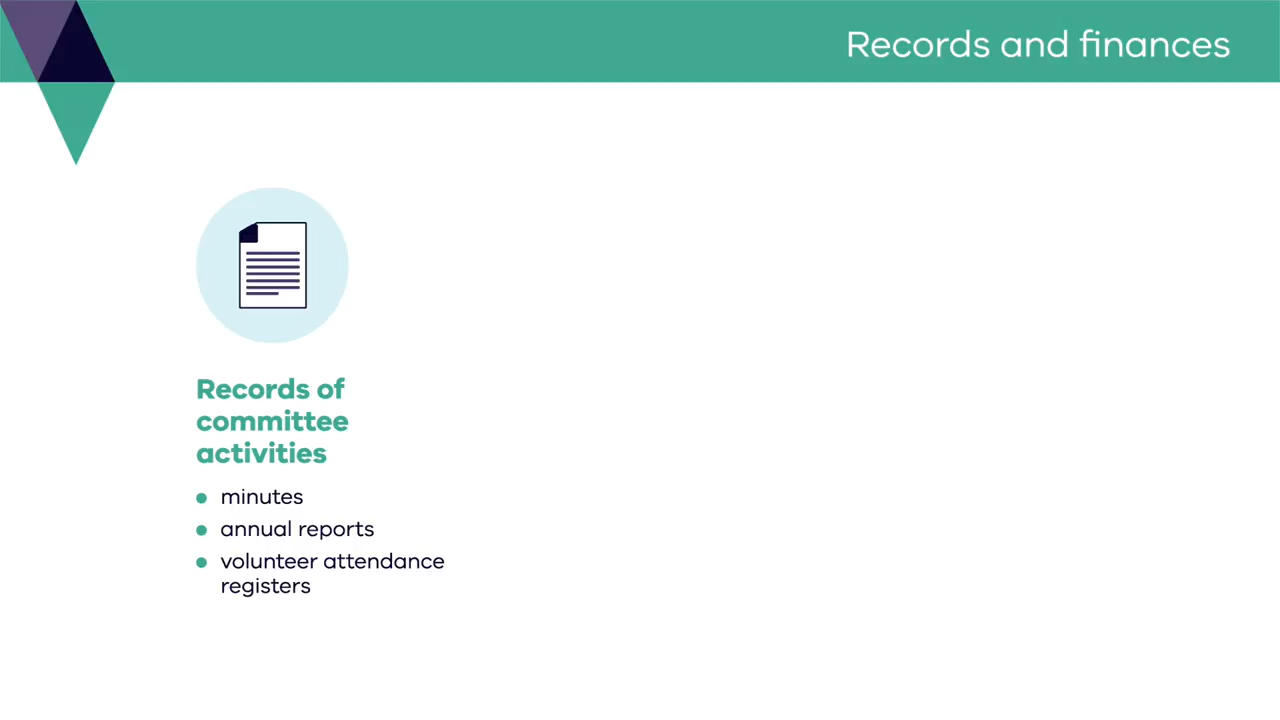 Records and finances
Records of
committee
activities
minutes
annual reports
volunteer attendance
registers